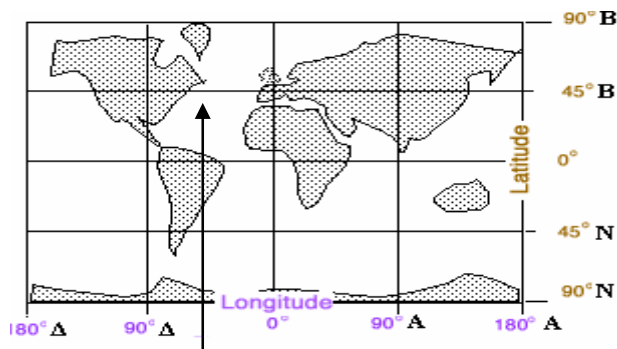 90° B
45° B
0°
Latitude
45° N
90° N
Longitude
180° Δ
90° Δ
0°
90° A
180° A